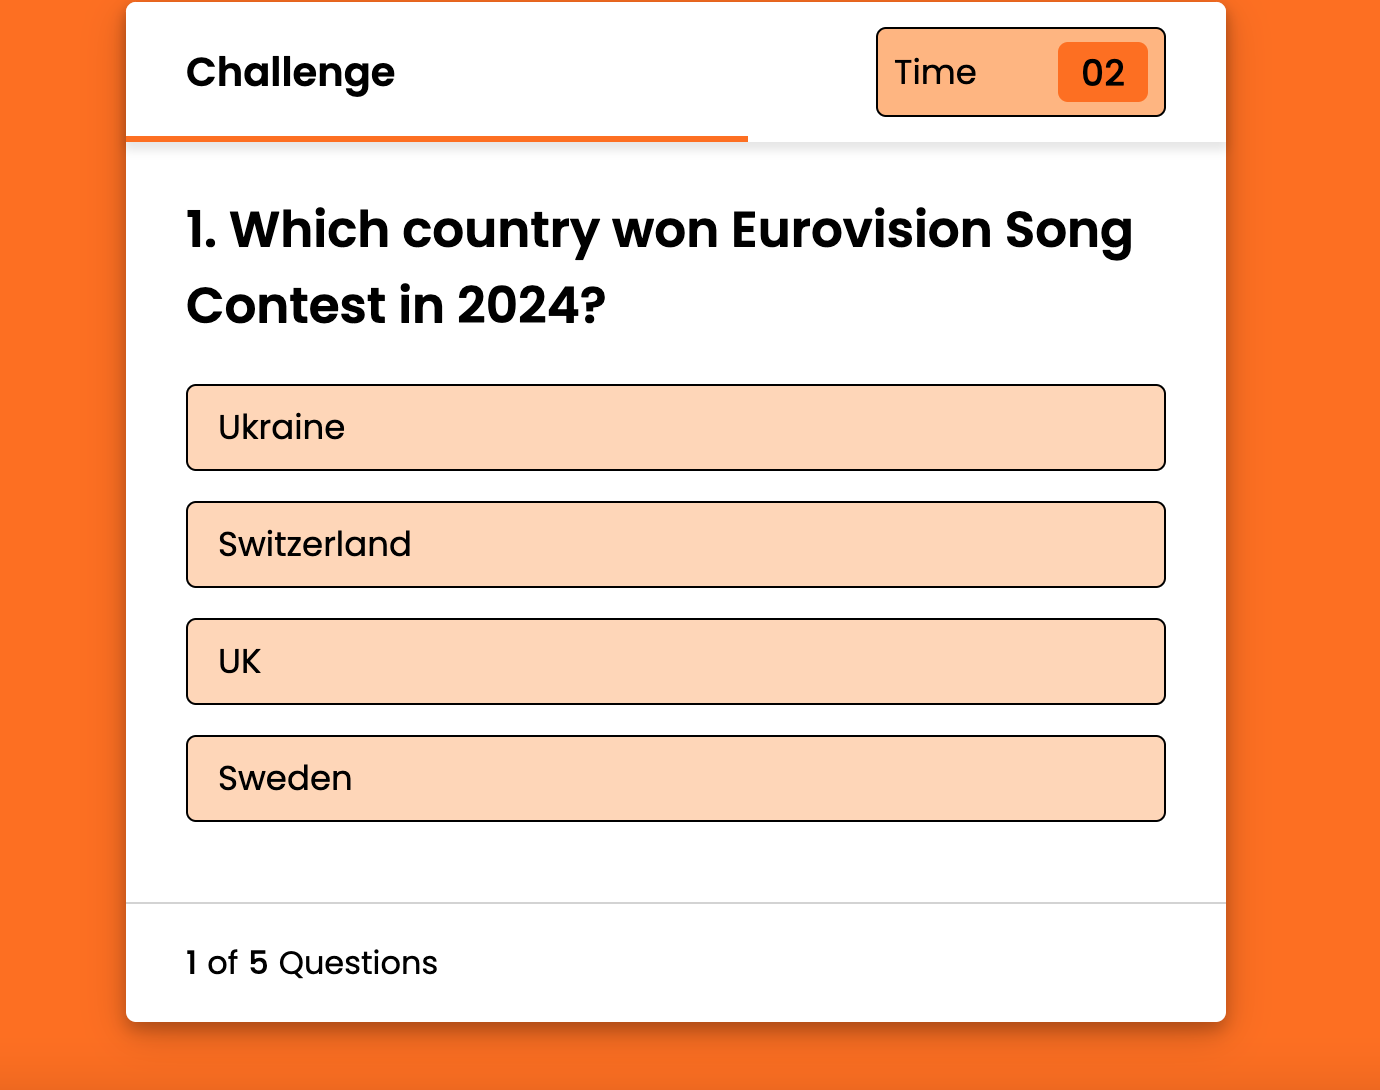 Challenge
Time 02
1. Which country won Eurovision Song
Contest in 2024?
Ukraine
Switzerland
UK
Sweden
1 of 5 Questions